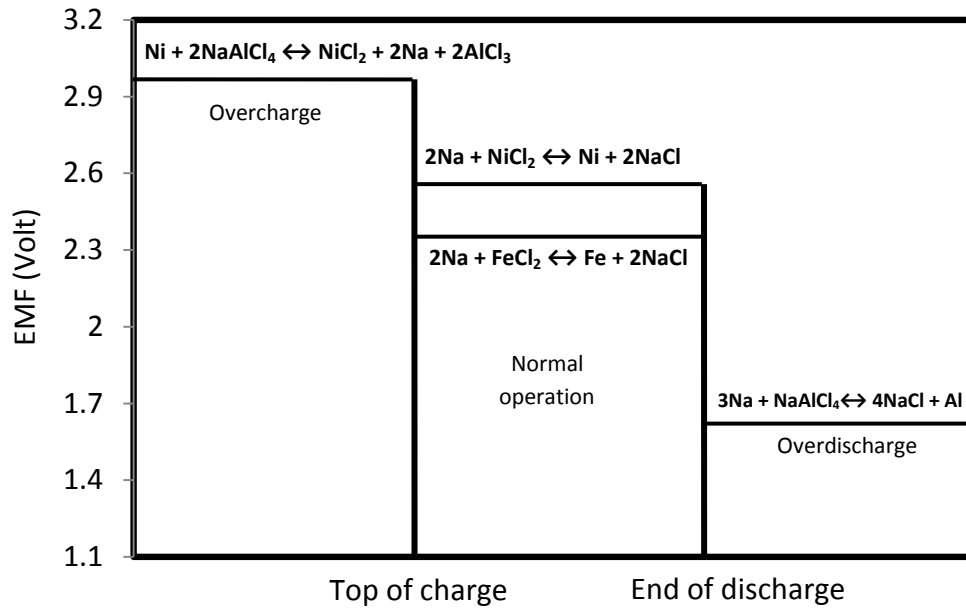 3.2
Ni + 2NaAlCl₄ ↔ NiCl₂ + 2Na + 2AlCl₃
2.9
Overcharge
2Na + NiCl₂ ↔ Ni + 2NaCl
2.6
2.3
2Na + FeCl₂ ↔ Fe + 2NaCl
EMF (Volt)
2
Normal
operation
1.7
3Na + NaAlCl₄↔ 4NaCl + Al
Overdischarge
1.4
1.1
Top of charge
End of discharge